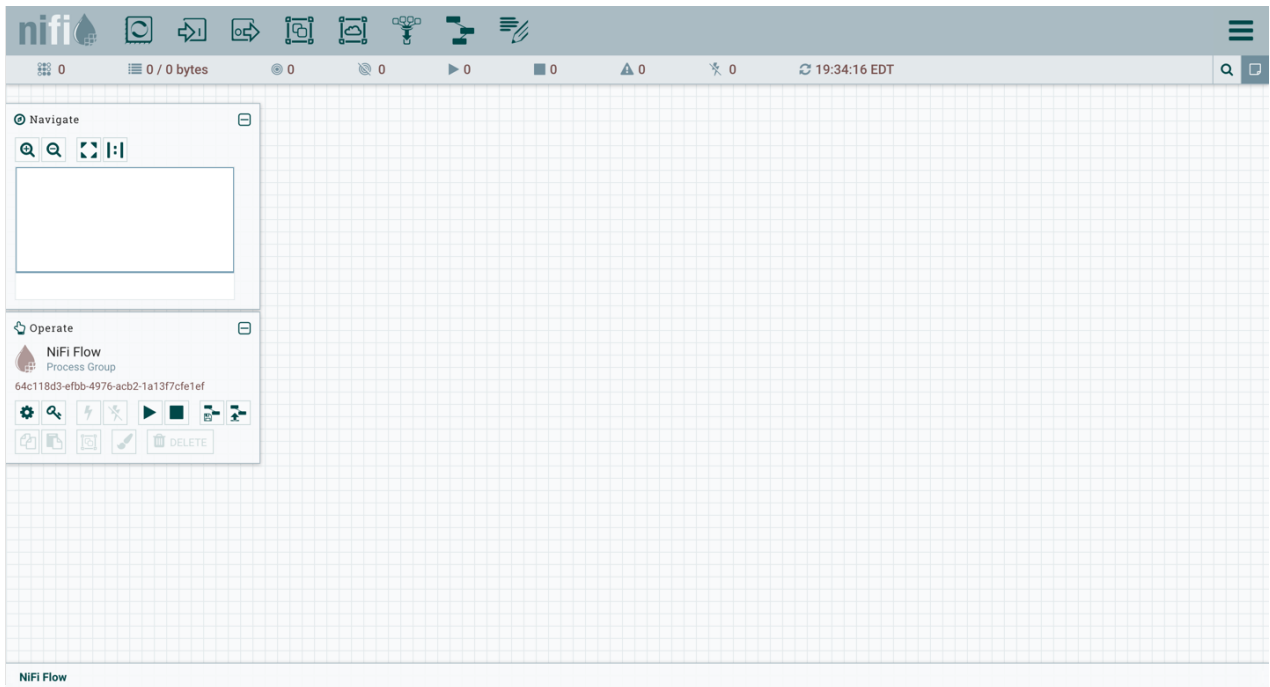 nifi
0 0 / 0 bytes 0 0 0 0 0 0 19:34:16 EDT
Navigate
Operate
NiFi Flow
Process Group
64c118d3-efbb-4976-acb2-1a13f7cfe1ef
DELETE
NiFi Flow